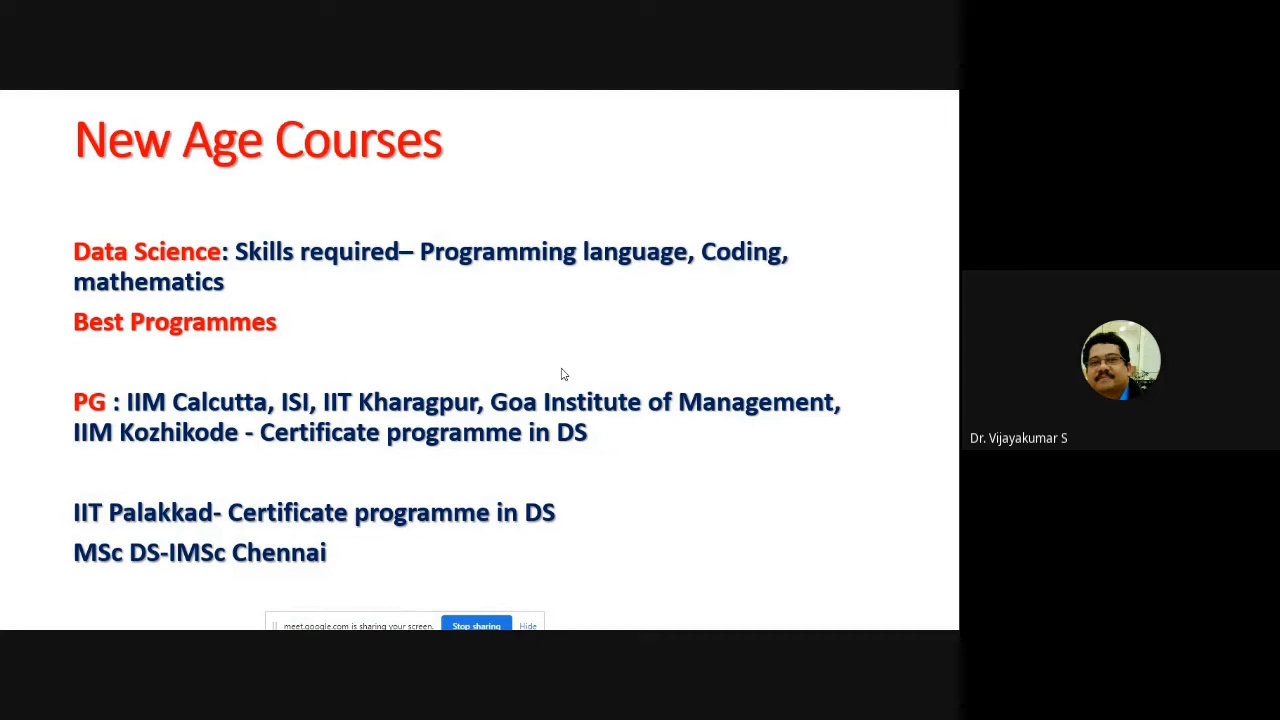 New Age Courses
Data Science: Skills required– Programming language, Coding,
mathematics
Best Programmes
PG : IIM Calcutta, ISI, IIT Kharagpur, Goa Institute of Management,
IIM Kozhikode - Certificate programme in DS
IIT Palakkad- Certificate programme in DS
MSc DS-IMSc Chennai
meet.google.com is sharing your screen. Stop sharing Hide
Dr. Vijayakumar S